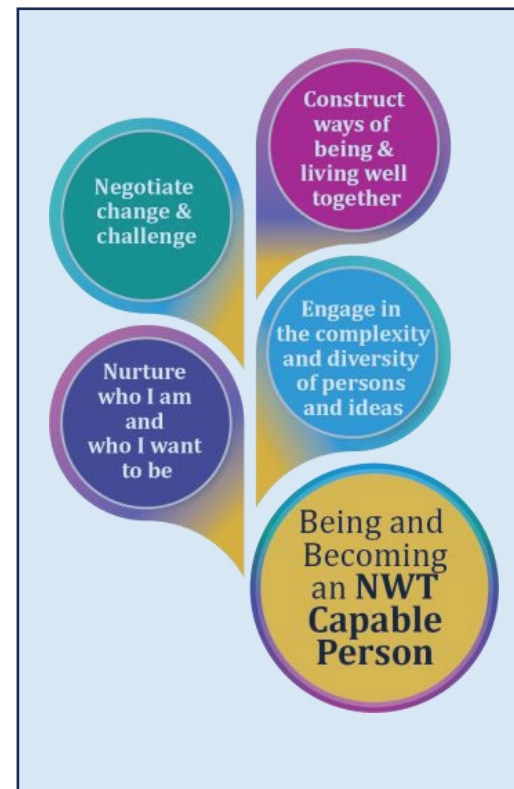 Construct
ways of
being &
living well
together
Negotiate
change &
challenge
Engage in
the complexity
and diversity
of persons
and ideas
Nurture
who I am
and
who I want
to be
Being and
Becoming
an NWT
Capable
Person